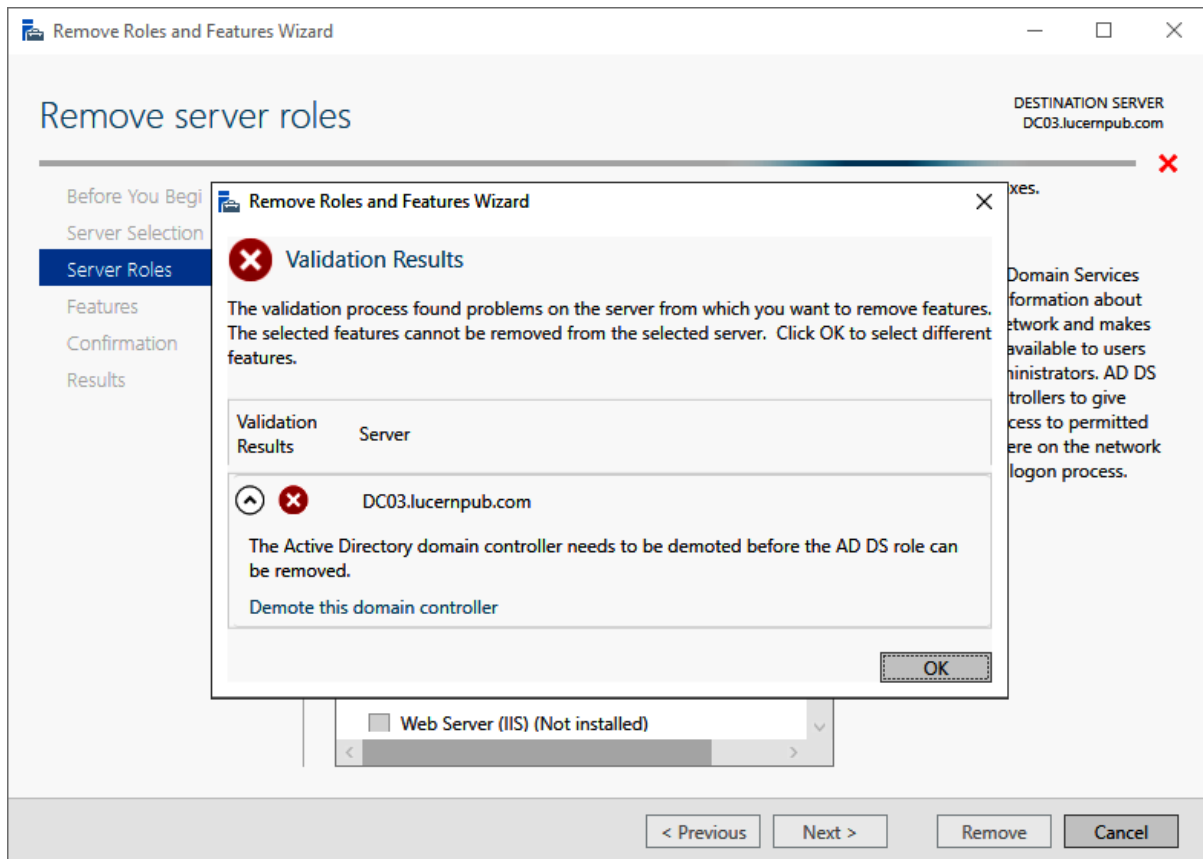 Remove Roles and Features Wizard
Remove server roles
DESTINATION SERVER
DC03.lucernpub.com
Before You Begi
Server Selection
Server Roles
Features
Confirmation
Results
Remove Roles and Features Wizard
Validation Results
The validation process found problems on the server from which you want to remove features.
The selected features cannot be removed from the selected server. Click OK to select different
features.
Validation
Results
Server
DC03.lucernpub.com
The Active Directory domain controller needs to be demoted before the AD DS role can
be removed.
Demote this domain controller
OK
xes.
Domain Services
formation about
etwork and makes
available to users
ninistrators. AD DS
trollers to give
cess to permitted
ere on the network
logon process.
Web Server (IIS) (Not installed)
< Previous
Next >
Remove
Cancel